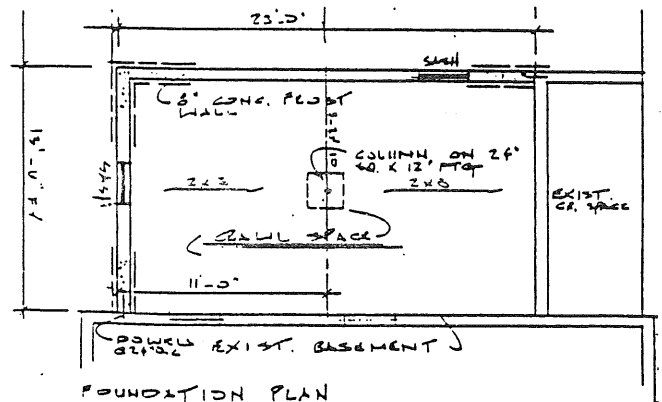 23'-0"
SASH
8" CONC. FROST
WALL
COLUMN ON 24"
SQ. X 12" FTG
2x8
2x8
EXIST.
CR. SPACE
SASH
CRAWL SPACE
11'-0"
DOWELS
EXIST. BASEMENT
FOUNDATION PLAN